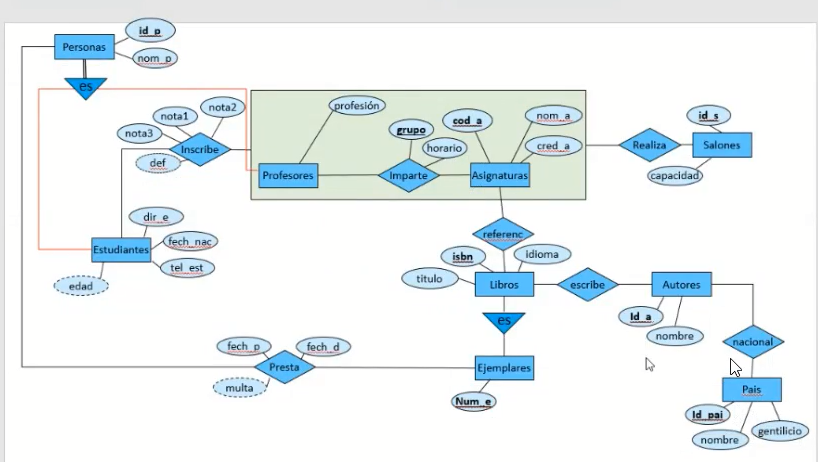 id_p
Personas
nom_p
es
nota2
nota1
nota3
Inscribe
def
profesión
grupo
cod_a
nom_a
horario
cred_a
Profesores
Imparte
Asignaturas
Realiza
id_s
Salones
capacidad
dir_e
fech_nac
Estudiantes
tel_est
edad
referenc
isbn
idioma
titulo
Libros
escribe
Autores
Id_a
nombre
es
nacional
fech_p
fech_d
Presta
multa
Ejemplares
Num_e
Pais
Id_pai
nombre
gentilicio